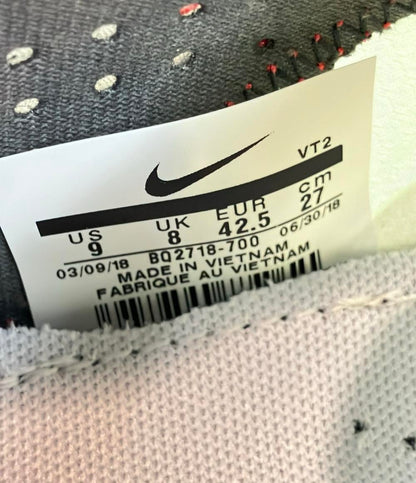 VT2
US UK EUR cm
9 8 42.5 27
03/09/18 BQ2718-700 06/30/18
MADE IN VIETNAM
FABRIQUE AU VIETNAM